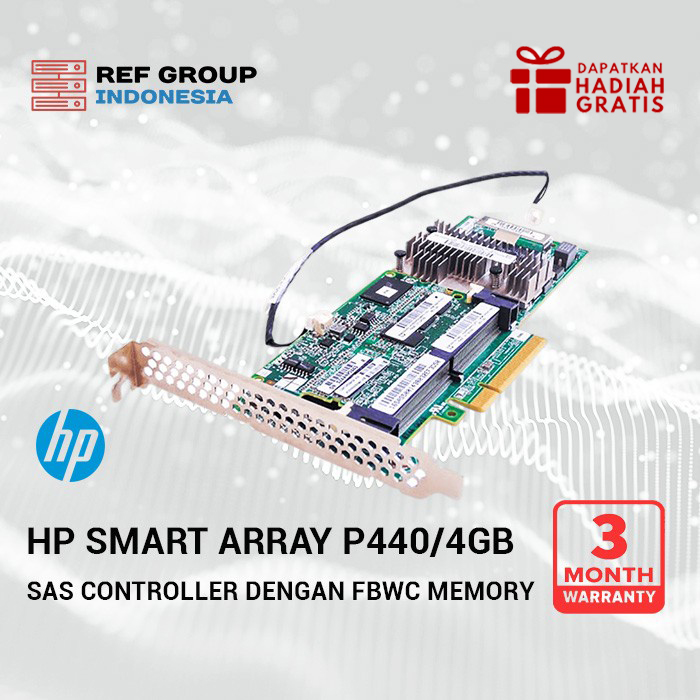 REF GROUP
INDONESIA
DAPATKAN
HADIAH
GRATIS
hp
HP SMART ARRAY P440/4GB
SAS CONTROLLER DENGAN FBWC MEMORY
3
MONTH
WARRANTY